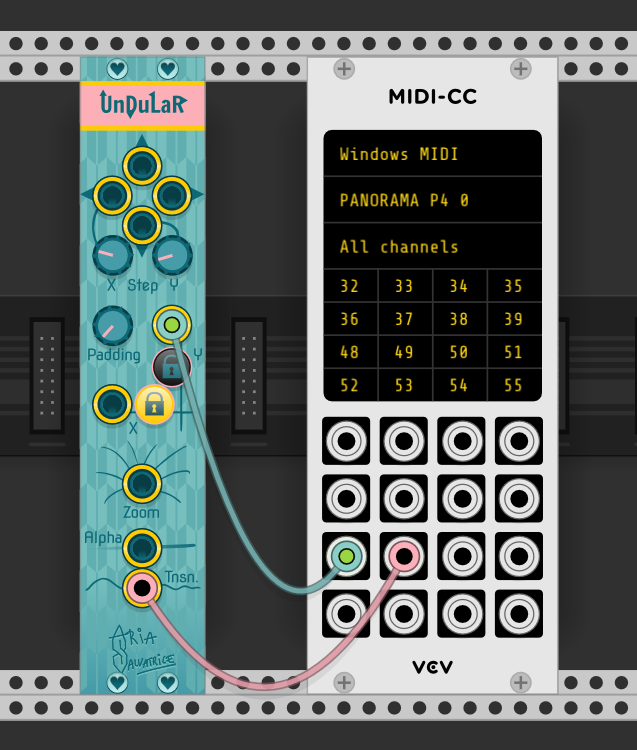 UnDuLaR
X Step Y
Padding
Y
X
Zoom
Alpha
Tnsn.
ARiA
SALVATRiCE
MIDI-CC
Windows MIDI
PANORAMA P4 0
All channels
32 33 34 35
36 37 38 39
48 49 50 51
52 53 54 55
VCV